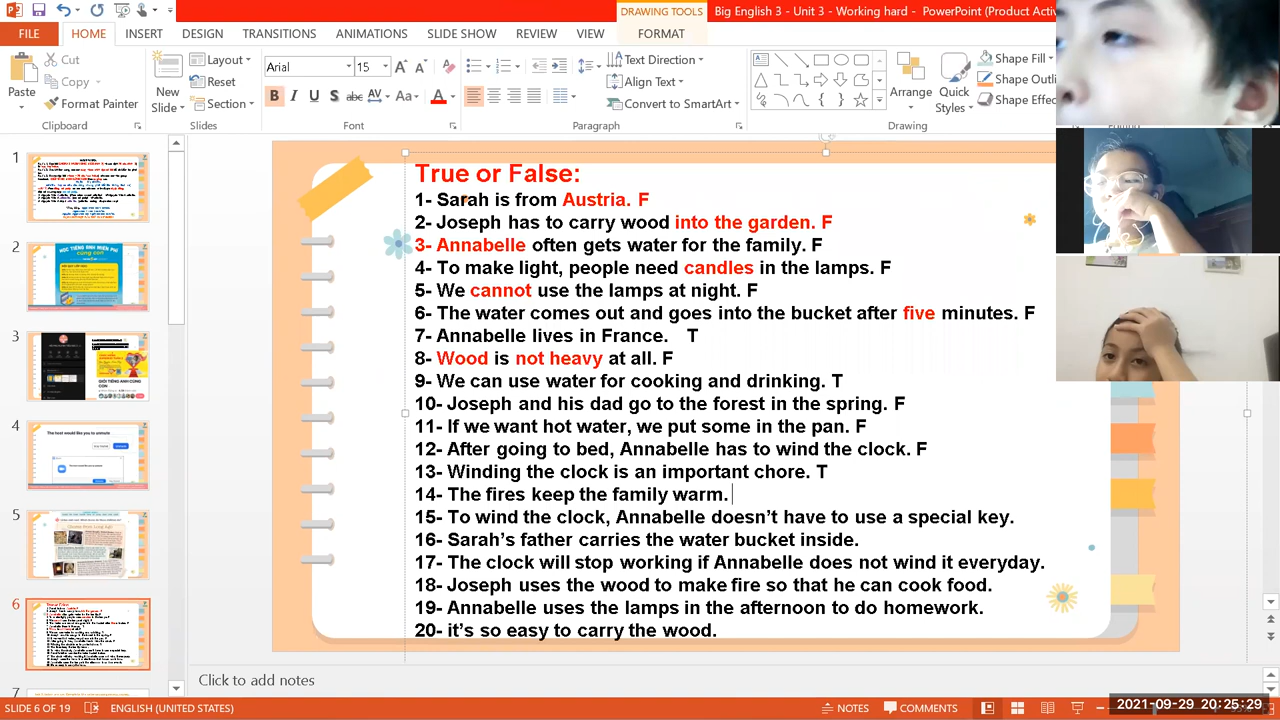 DRAWING TOOLS
Big English 3 - Unit 3 - Working hard - PowerPoint (Product Activ
FILE
HOME
INSERT
DESIGN
TRANSITIONS
ANIMATIONS
SLIDE SHOW
REVIEW
VIEW
FORMAT
Paste
Cut
Copy
Format Painter
Clipboard
New Slide
Layout
Reset
Section
Slides
Arial
15
Font
Text Direction
Align Text
Convert to SmartArt
Paragraph
Arrange
Quick Styles
Shape Fill
Shape Outli
Shape Effec
Drawing
1
2
3
4
5
6
7
True or False:
1- Sarah is from Austria. F
2- Joseph has to carry wood into the garden. F
3- Annabelle often gets water for the family. F
4- To make light, people need candles in the lamps. F
5- We cannot use the lamps at night. F
6- The water comes out and goes into the bucket after five minutes. F
7- Annabelle lives in France. T
8- Wood is not heavy at all. F
9- We can use water for cooking and drinking. T
10- Joseph and his dad go to the forest in the spring. F
11- If we want hot water, we put some in the pan. F
12- After going to bed, Annabelle has to wind the clock. F
13- Winding the clock is an important chore. T
14- The fires keep the family warm.
15- To wind the clock, Annabelle doesn't have to use a special key.
16- Sarah's father carries the water bucket inside.
17- The clock will stop working if Annabelle does not wind it everyday.
18- Joseph uses the wood to make fire so that he can cook food.
19- Annabelle uses the lamps in the afternoon to do homework.
20- it's so easy to carry the wood.
Click to add notes
SLIDE 6 OF 19
ENGLISH (UNITED STATES)
NOTES
COMMENTS
2021-09-29 20:25:29